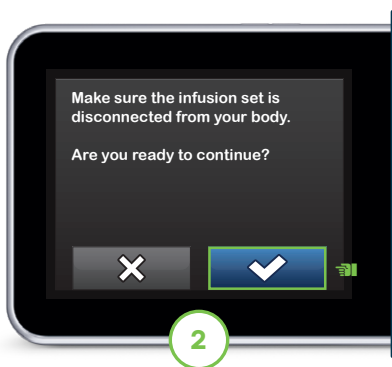 Make sure the infusion set is
disconnected from your body.
Are you ready to continue?
2